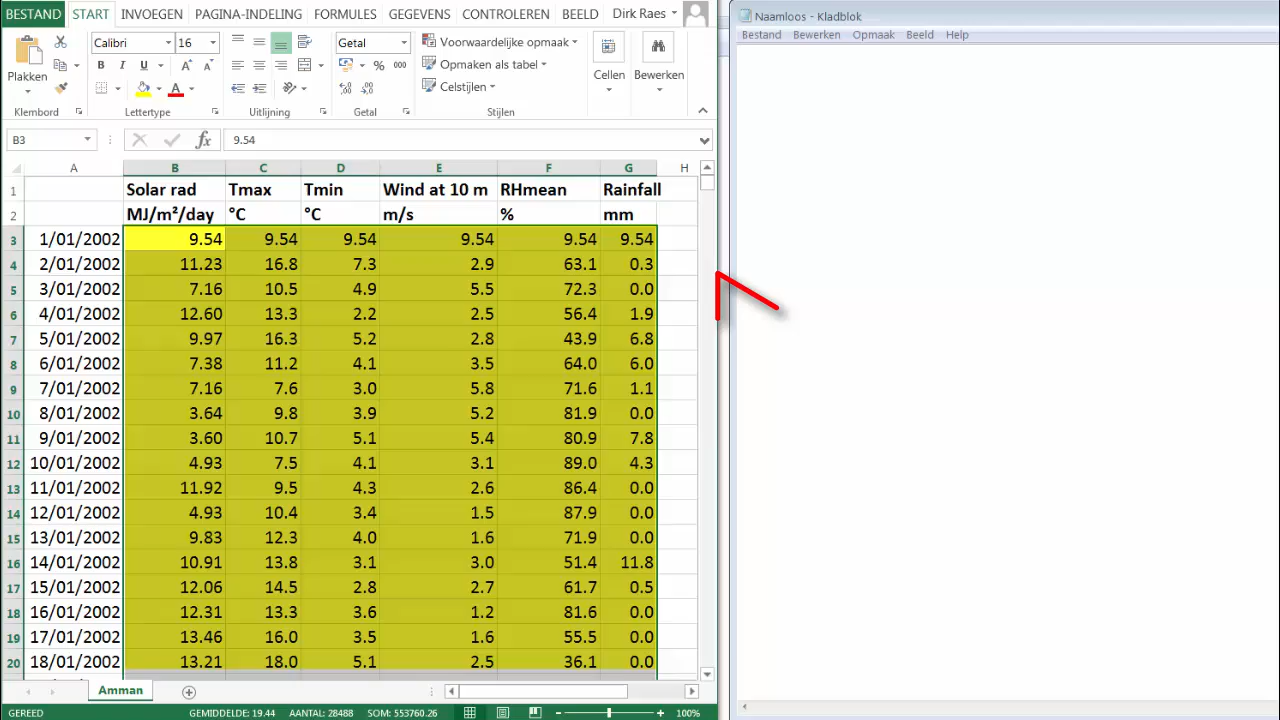 BESTAND START INVOEGEN PAGINA-INDELING FORMULES GEGEVENS CONTROLEREN BEELD Dirk Raes
Naamloos - Kladblok
Bestand Bewerken Opmaak Beeld Help
Calibri 16 Getal Voorwaardelijke opmaak
Opmaken als tabel
B I U A A % 000
Plakken Cellen Bewerken
Celstijlen
Klembord Lettertype Uitlijning Getal Stijlen
B3 fx 9.54
A B C D E F G H
1 Solar rad Tmax Tmin Wind at 10 m RHmean Rainfall
2 MJ/m²/day °C °C m/s % mm
3 1/01/2002 9.54 9.54 9.54 9.54 9.54 9.54
4 2/01/2002 11.23 16.8 7.3 2.9 63.1 0.3
5 3/01/2002 7.16 10.5 4.9 5.5 72.3 0.0
6 4/01/2002 12.60 13.3 2.2 2.5 56.4 1.9
7 5/01/2002 9.97 16.3 5.2 2.8 43.9 6.8
8 6/01/2002 7.38 11.2 4.1 3.5 64.0 6.0
9 7/01/2002 7.16 7.6 3.0 5.8 71.6 1.1
10 8/01/2002 3.64 9.8 3.9 5.2 81.9 0.0
11 9/01/2002 3.60 10.7 5.1 5.4 80.9 7.8
12 10/01/2002 4.93 7.5 4.1 3.1 89.0 4.3
13 11/01/2002 11.92 9.5 4.3 2.6 86.4 0.0
14 12/01/2002 4.93 10.4 3.4 1.5 87.9 0.0
15 13/01/2002 9.83 12.3 4.0 1.6 71.9 0.0
16 14/01/2002 10.91 13.8 3.1 3.0 51.4 11.8
17 15/01/2002 12.06 14.5 2.8 2.7 61.7 0.5
18 16/01/2002 12.31 13.3 3.6 1.2 81.6 0.0
19 17/01/2002 13.46 16.0 3.5 1.6 55.5 0.0
20 18/01/2002 13.21 18.0 5.1 2.5 36.1 0.0
Amman
GEREED GEMIDDELDE: 19.44 AANTAL: 28488 SOM: 553760.26 100%